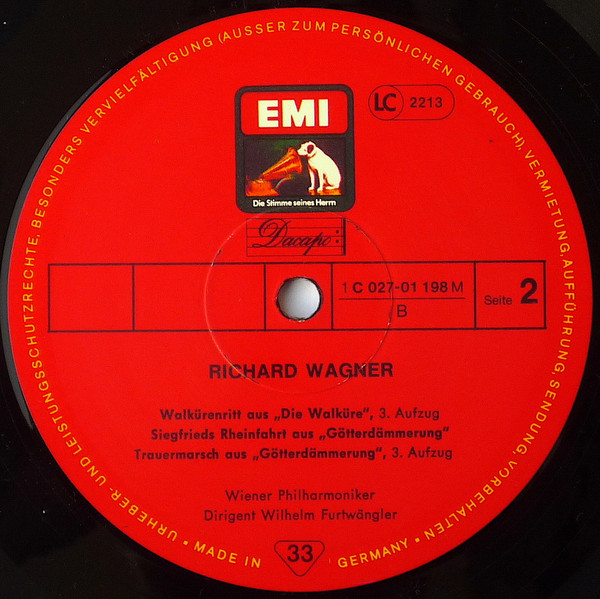 URHEBER- UND LEISTUNGSSCHUTZRECHTE, BESONDERS VERVIELFÄLTIGUNG (AUSSER ZUM PERSÖNLICHEN GEBRAUCH), VERMIETUNG, AUFFÜHRUNG, SENDUNG, VORBEHALTEN
EMI
LC 2213
Die Stimme seines Herrn
Dacapo
1 C 027-01 198 M
B
Seite 2
RICHARD WAGNER
Walkürenritt aus „Die Walküre“, 3. Aufzug
Siegfrieds Rheinfahrt aus „Götterdämmerung“
Trauermarsch aus „Götterdämmerung“, 3. Aufzug
Wiener Philharmoniker
Dirigent Wilhelm Furtwängler
• MADE IN GERMANY •
33